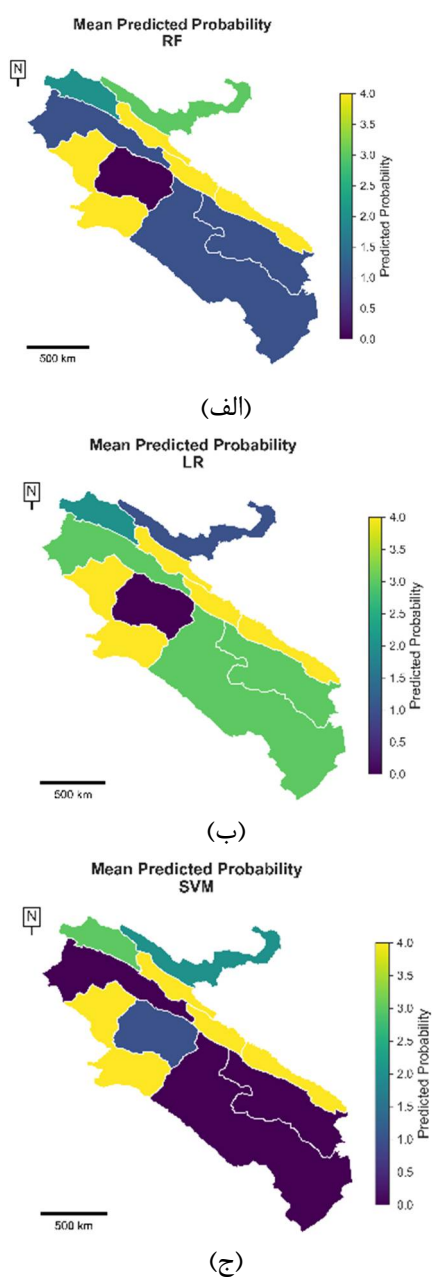 Mean Predicted Probability
RF
N
4.0
3.5
3.0
2.5
2.0
1.5
1.0
0.5
0.0
Predicted Probability
500 km
(الف)
Mean Predicted Probability
LR
N
4.0
3.5
3.0
2.5
2.0
1.5
1.0
0.5
0.0
Predicted Probability
500 km
(ب)
Mean Predicted Probability
SVM
N
4.0
3.5
3.0
2.5
2.0
1.5
1.0
0.5
0.0
Predicted Probability
500 km
(ج)